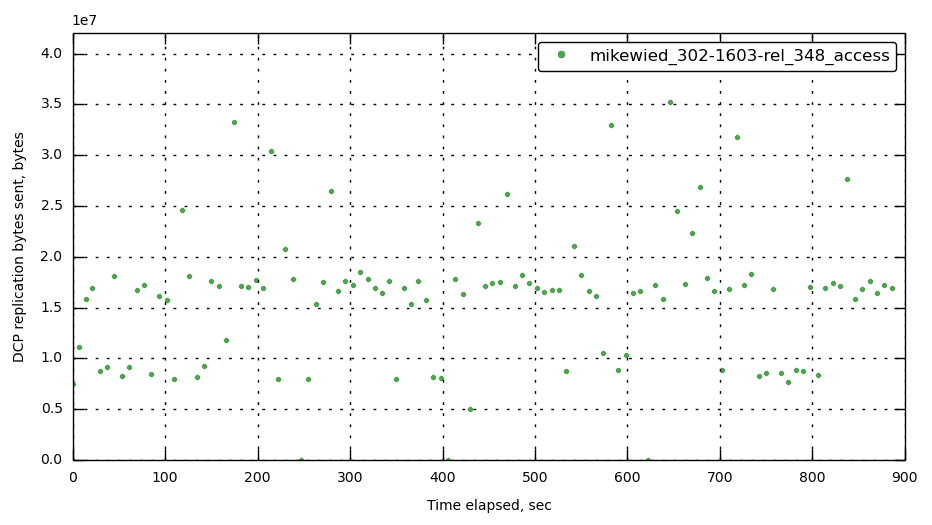 1e7
4.0
mikewied_302-1603-rel_348_access
3.5
3.0
2.5
2.0
1.5
1.0
0.5
0.0
DCP replication bytes sent, bytes
0 100 200 300 400 500 600 700 800 900
Time elapsed, sec